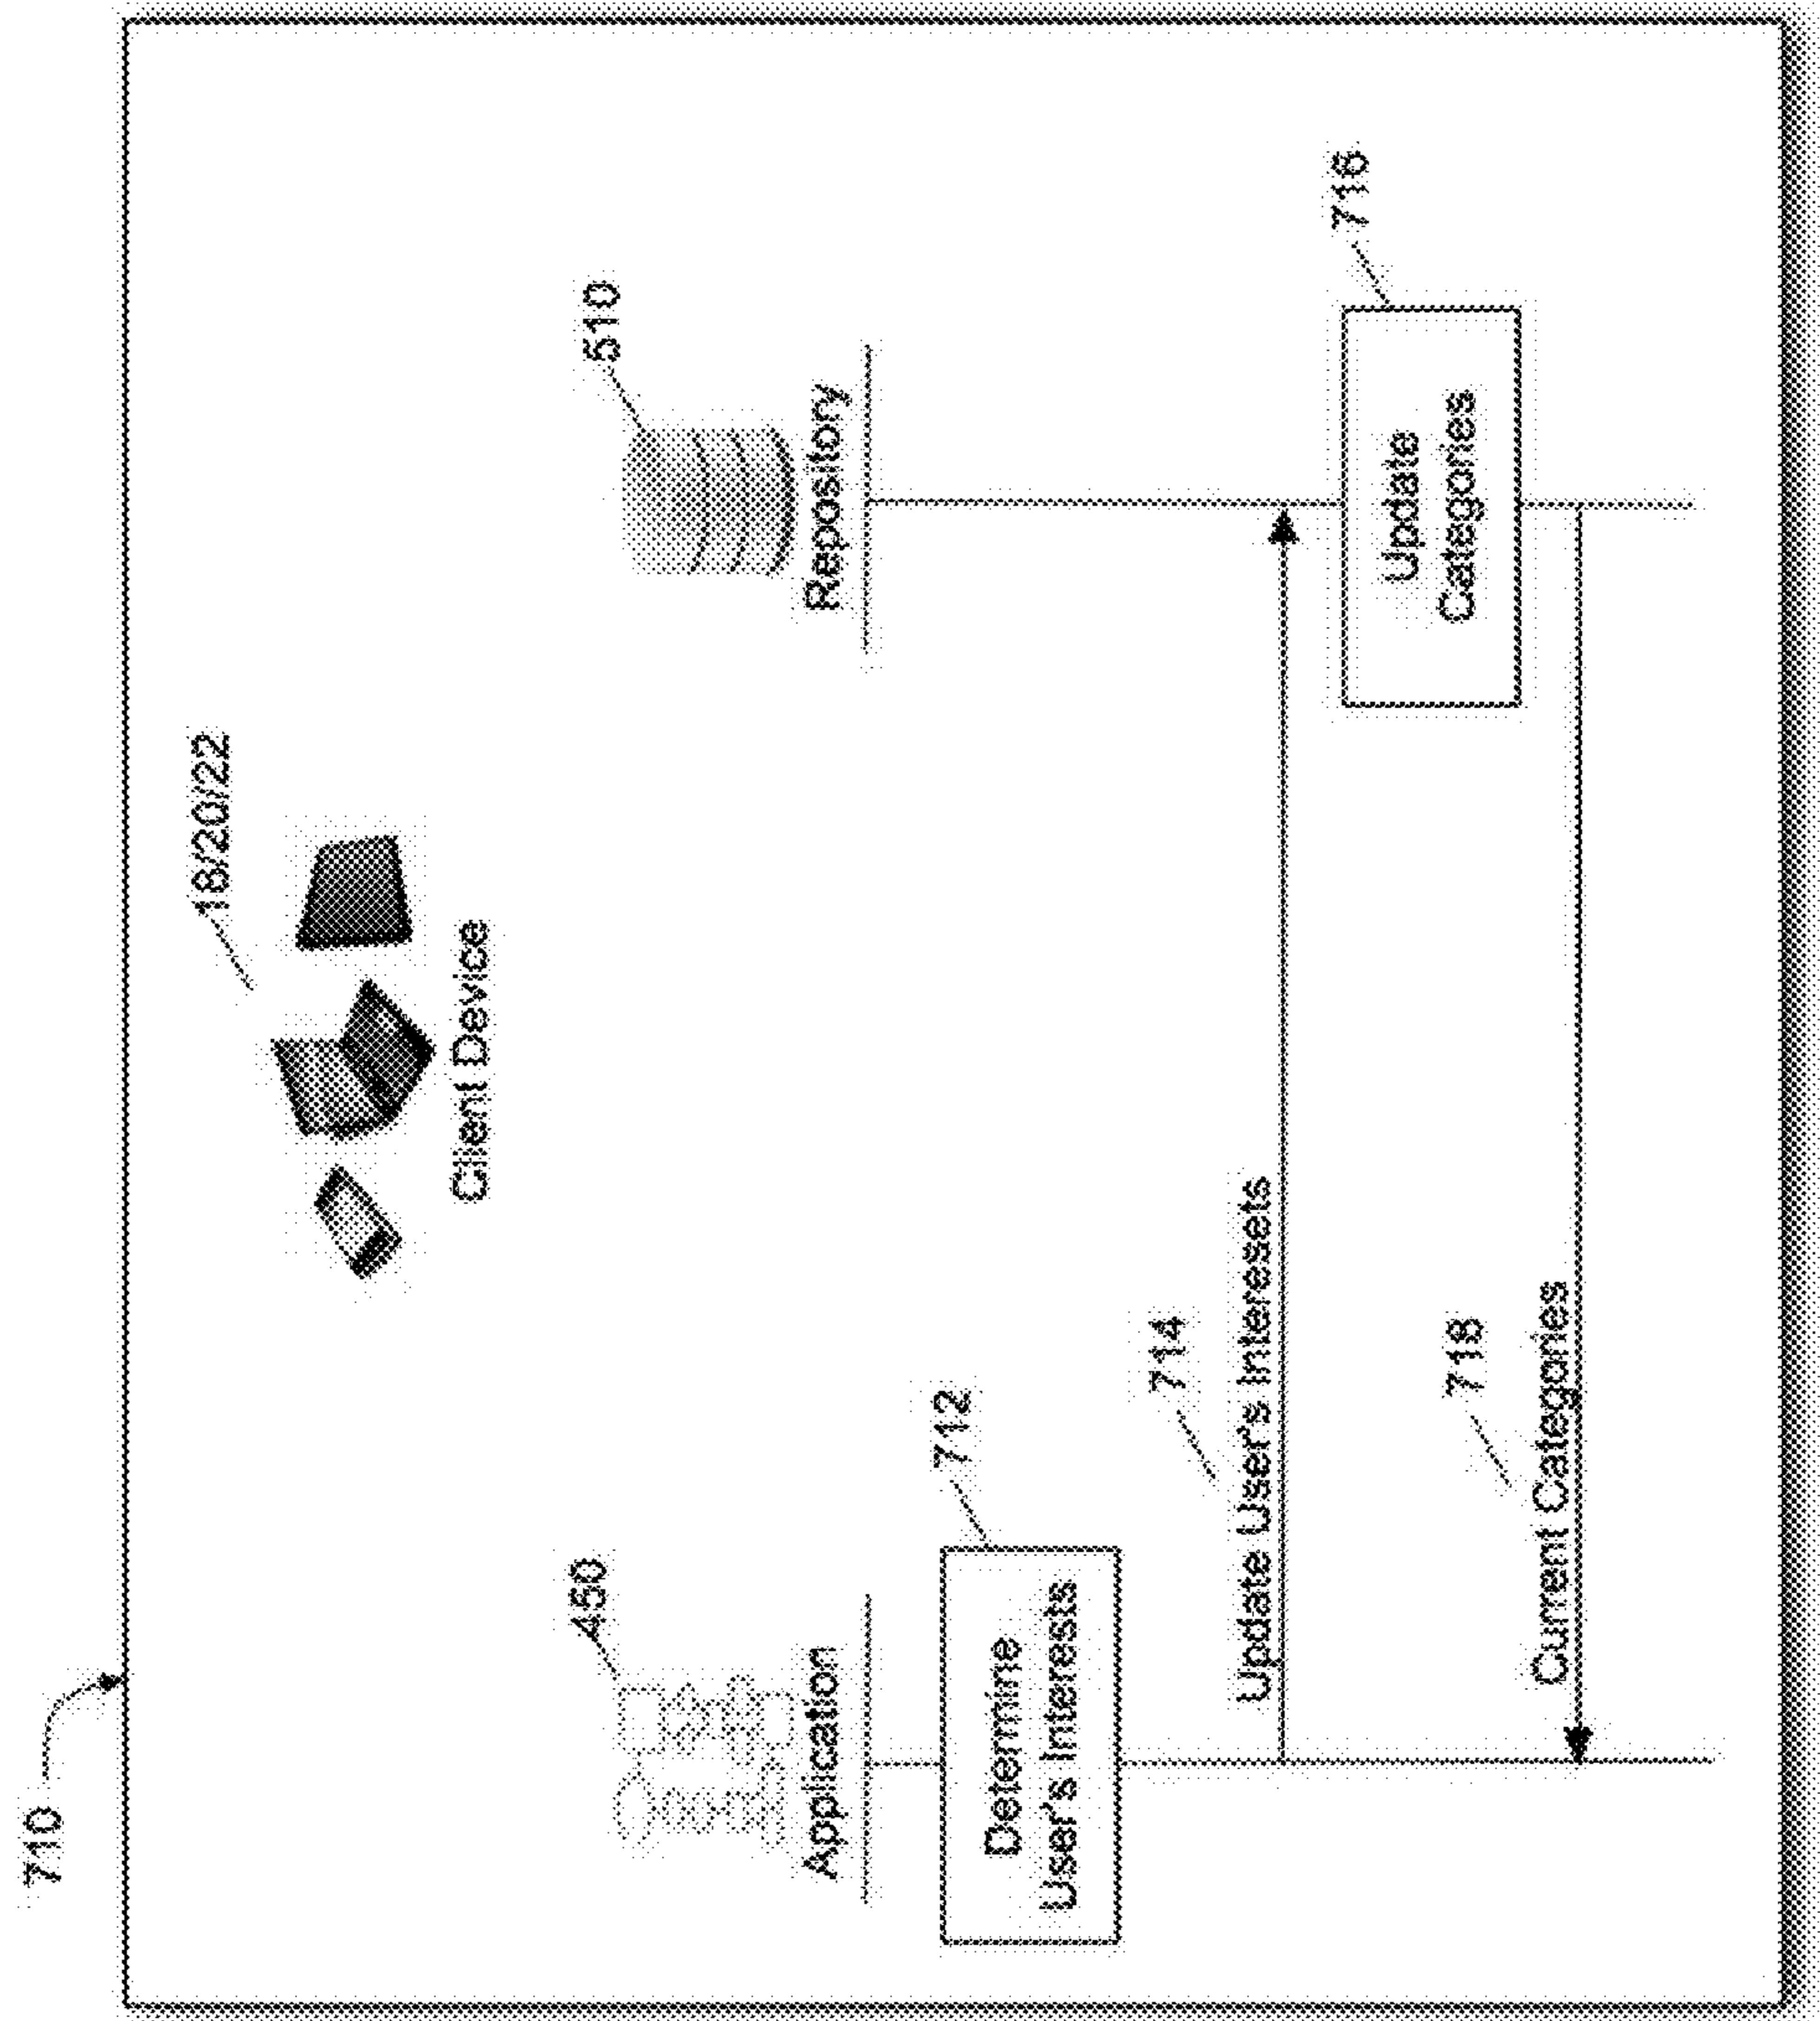 710
18/20/22
Client Device
450
Application
510
Repository
712
Determine
User's Interests
714
Update User's Interesets
716
Update
Categories
718
Current Categories